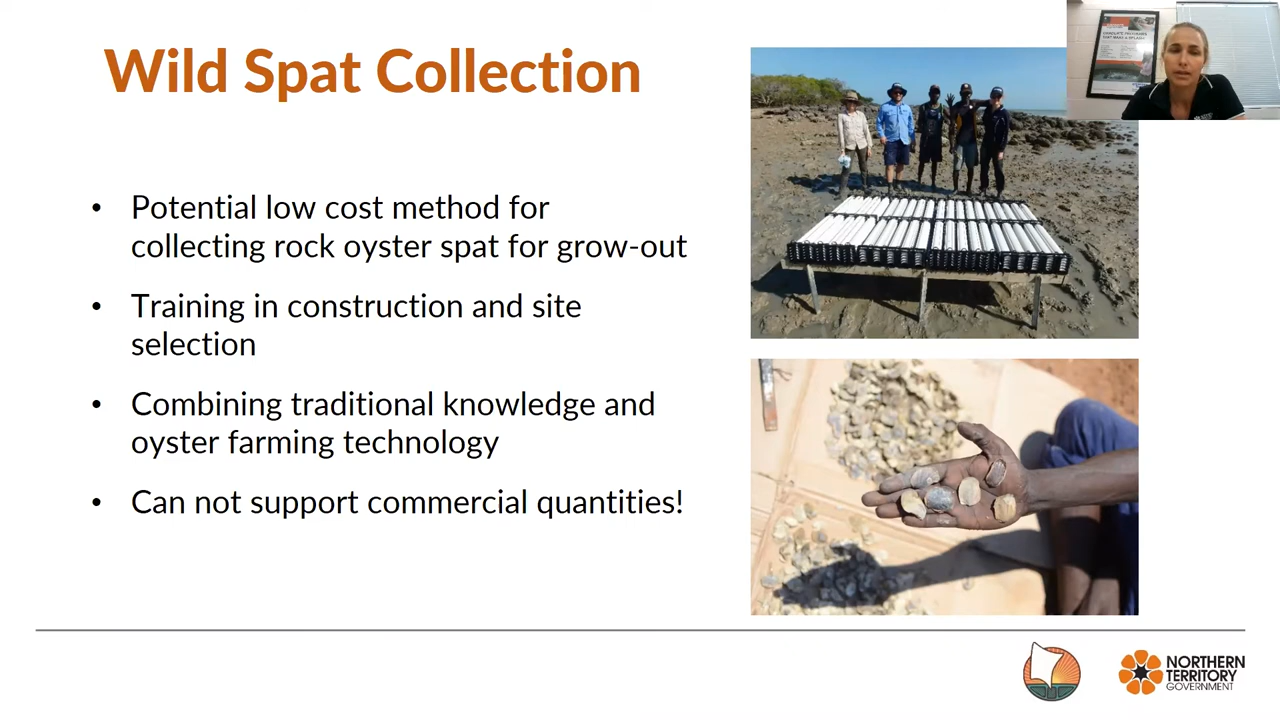 Wild Spat Collection
• Potential low cost method for
collecting rock oyster spat for grow-out
• Training in construction and site
selection
• Combining traditional knowledge and
oyster farming technology
• Can not support commercial quantities!
NORTHERN
TERRITORY
GOVERNMENT